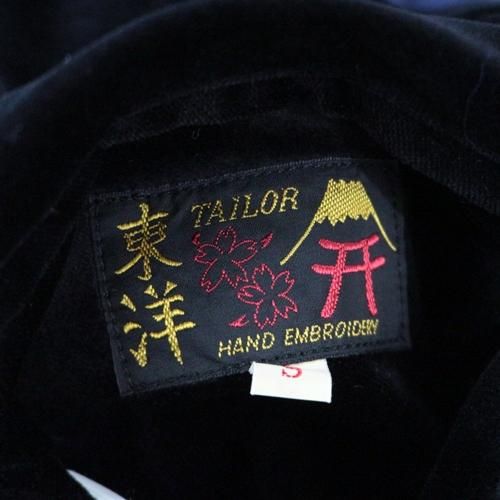 東洋
TAILOR
HAND EMBROIDERY
S